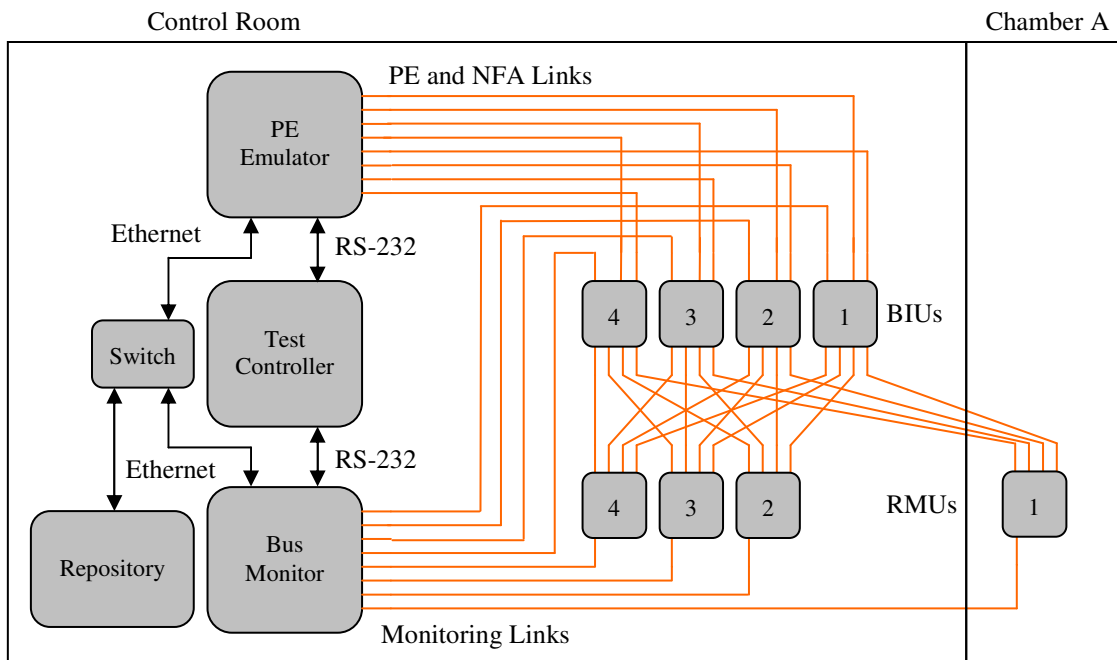 Control Room
Chamber A
PE and NFA Links
PE
Emulator
Ethernet
RS-232
4
3
2
1
BIUs
Switch
Test
Controller
Ethernet
RS-232
4
3
2
RMUs
1
Repository
Bus
Monitor
Monitoring Links